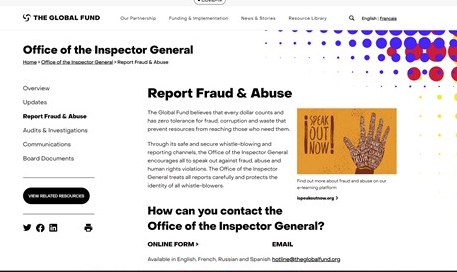 COVID-19
THE GLOBAL FUND
Our Partnership
Funding & Implementation
News & Stories
Resource Library
English | Français
Office of the Inspector General
Home > Office of the Inspector General > Report Fraud & Abuse
Overview
Updates
Report Fraud & Abuse
Audits & Investigations
Communications
Board Documents
VIEW RELATED RESOURCES
Report Fraud & Abuse
The Global Fund believes that every dollar counts and
has zero tolerance for fraud, corruption and waste that
prevent resources from reaching those who need them.
Through its safe and secure whistle-blowing and
reporting channels, the Office of the Inspector General
encourages all to speak out against fraud, abuse and
human rights violations. The Office of the Inspector
General treats all reports carefully and protects the
identity of all whistle-blowers.
¡SPEAK
OUT
NOW!
Find out more about fraud and abuse on our
e-learning platform
ispeakoutnow.org >
How can you contact the
Office of the Inspector General?
ONLINE FORM >
Available in English, French, Russian and Spanish
EMAIL
hotline@theglobalfund.org